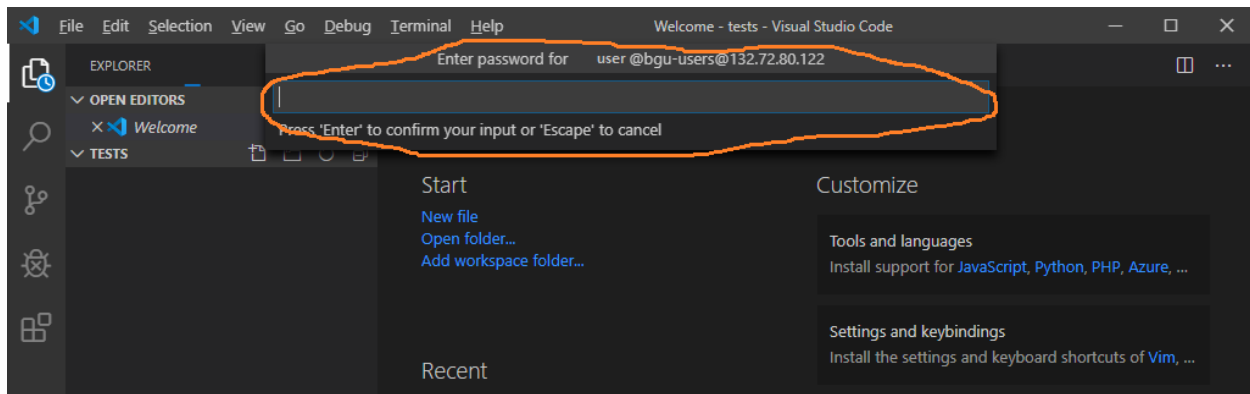 File Edit Selection View Go Debug Terminal Help Welcome - tests - Visual Studio Code
Enter password for user @bgu-users@132.72.80.122
EXPLORER
OPEN EDITORS
Welcome
Press 'Enter' to confirm your input or 'Escape' to cancel
TESTS
Start
New file
Open folder...
Add workspace folder...
Recent
Customize
Tools and languages
Install support for JavaScript, Python, PHP, Azure, ...
Settings and keybindings
Install the settings and keyboard shortcuts of Vim, ...